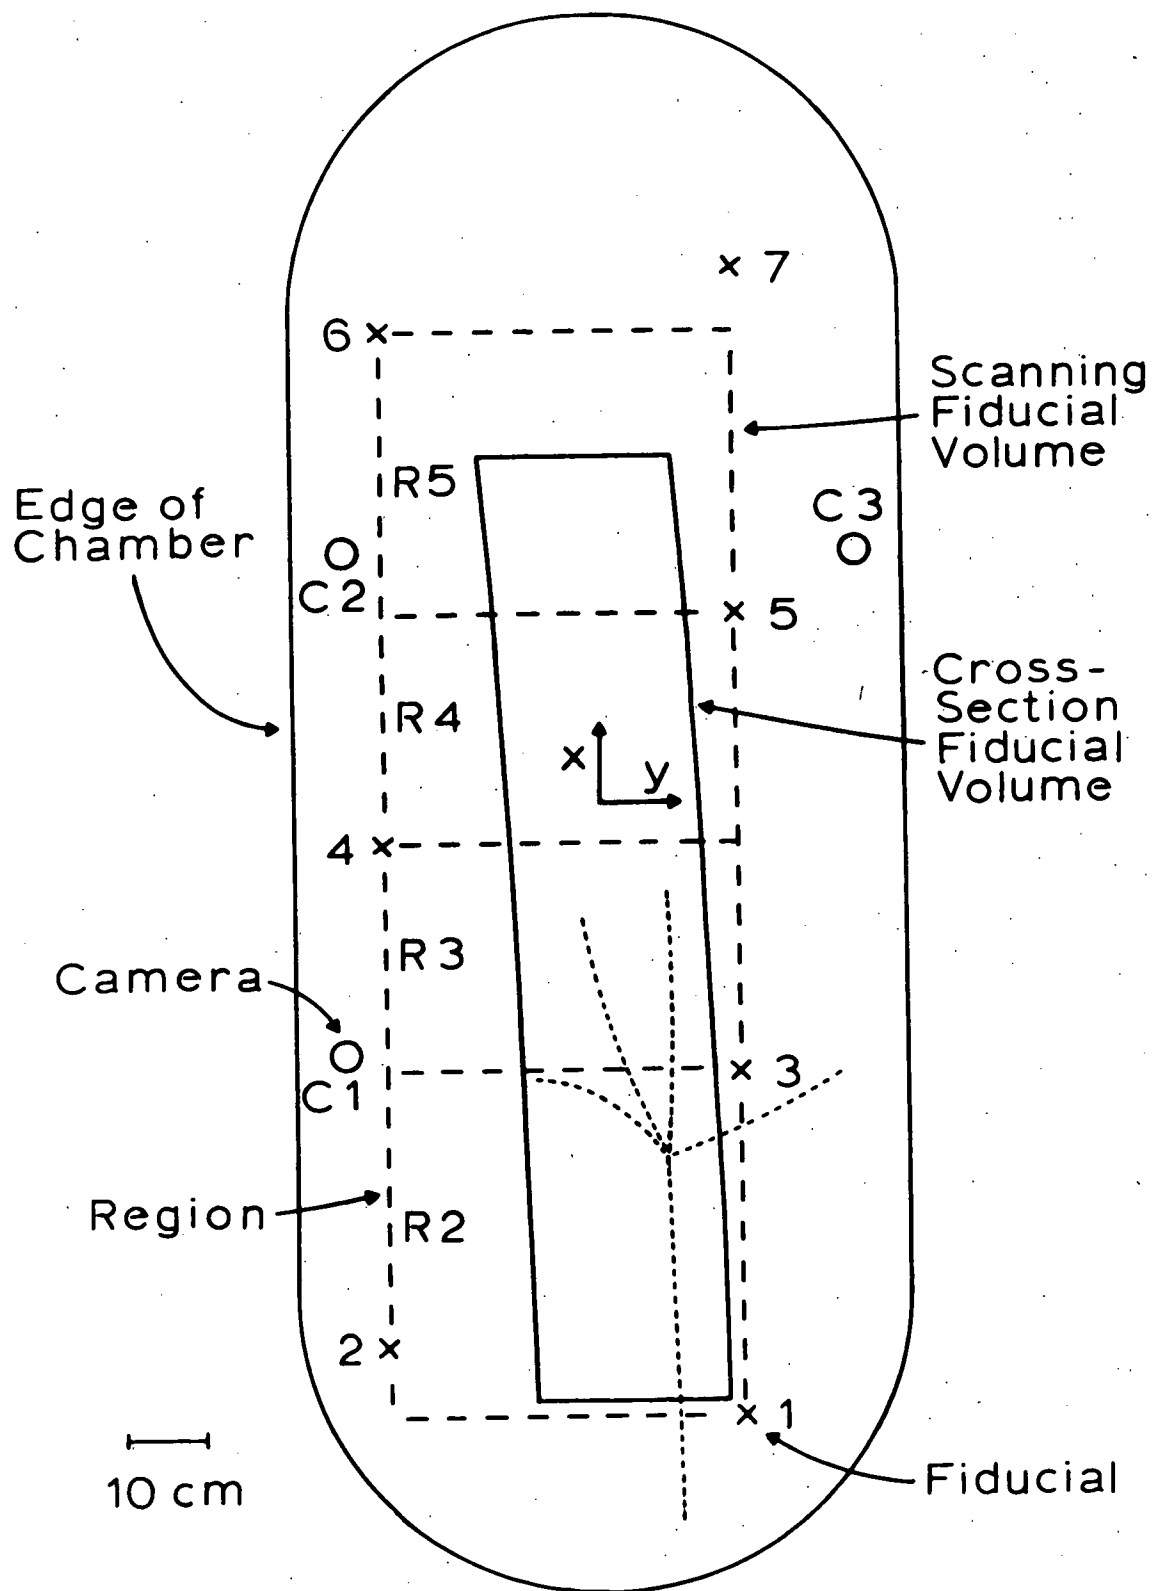 7
6
Scanning
Fiducial
Volume
R5
C3
Edge of
Chamber
C2
5
Cross-
Section
Fiducial
Volume
R4
x
y
4
R3
Camera
3
C1
Region
R2
2
1
10 cm
Fiducial